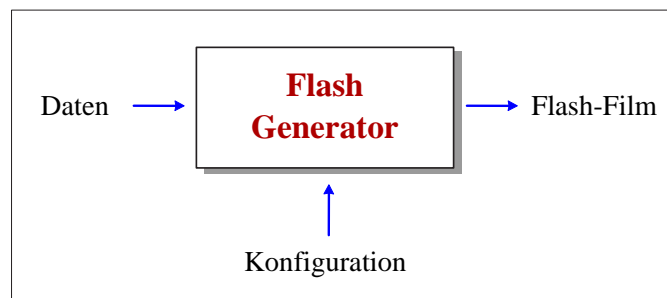 Daten
Flash
Generator
Flash-Film
Konfiguration